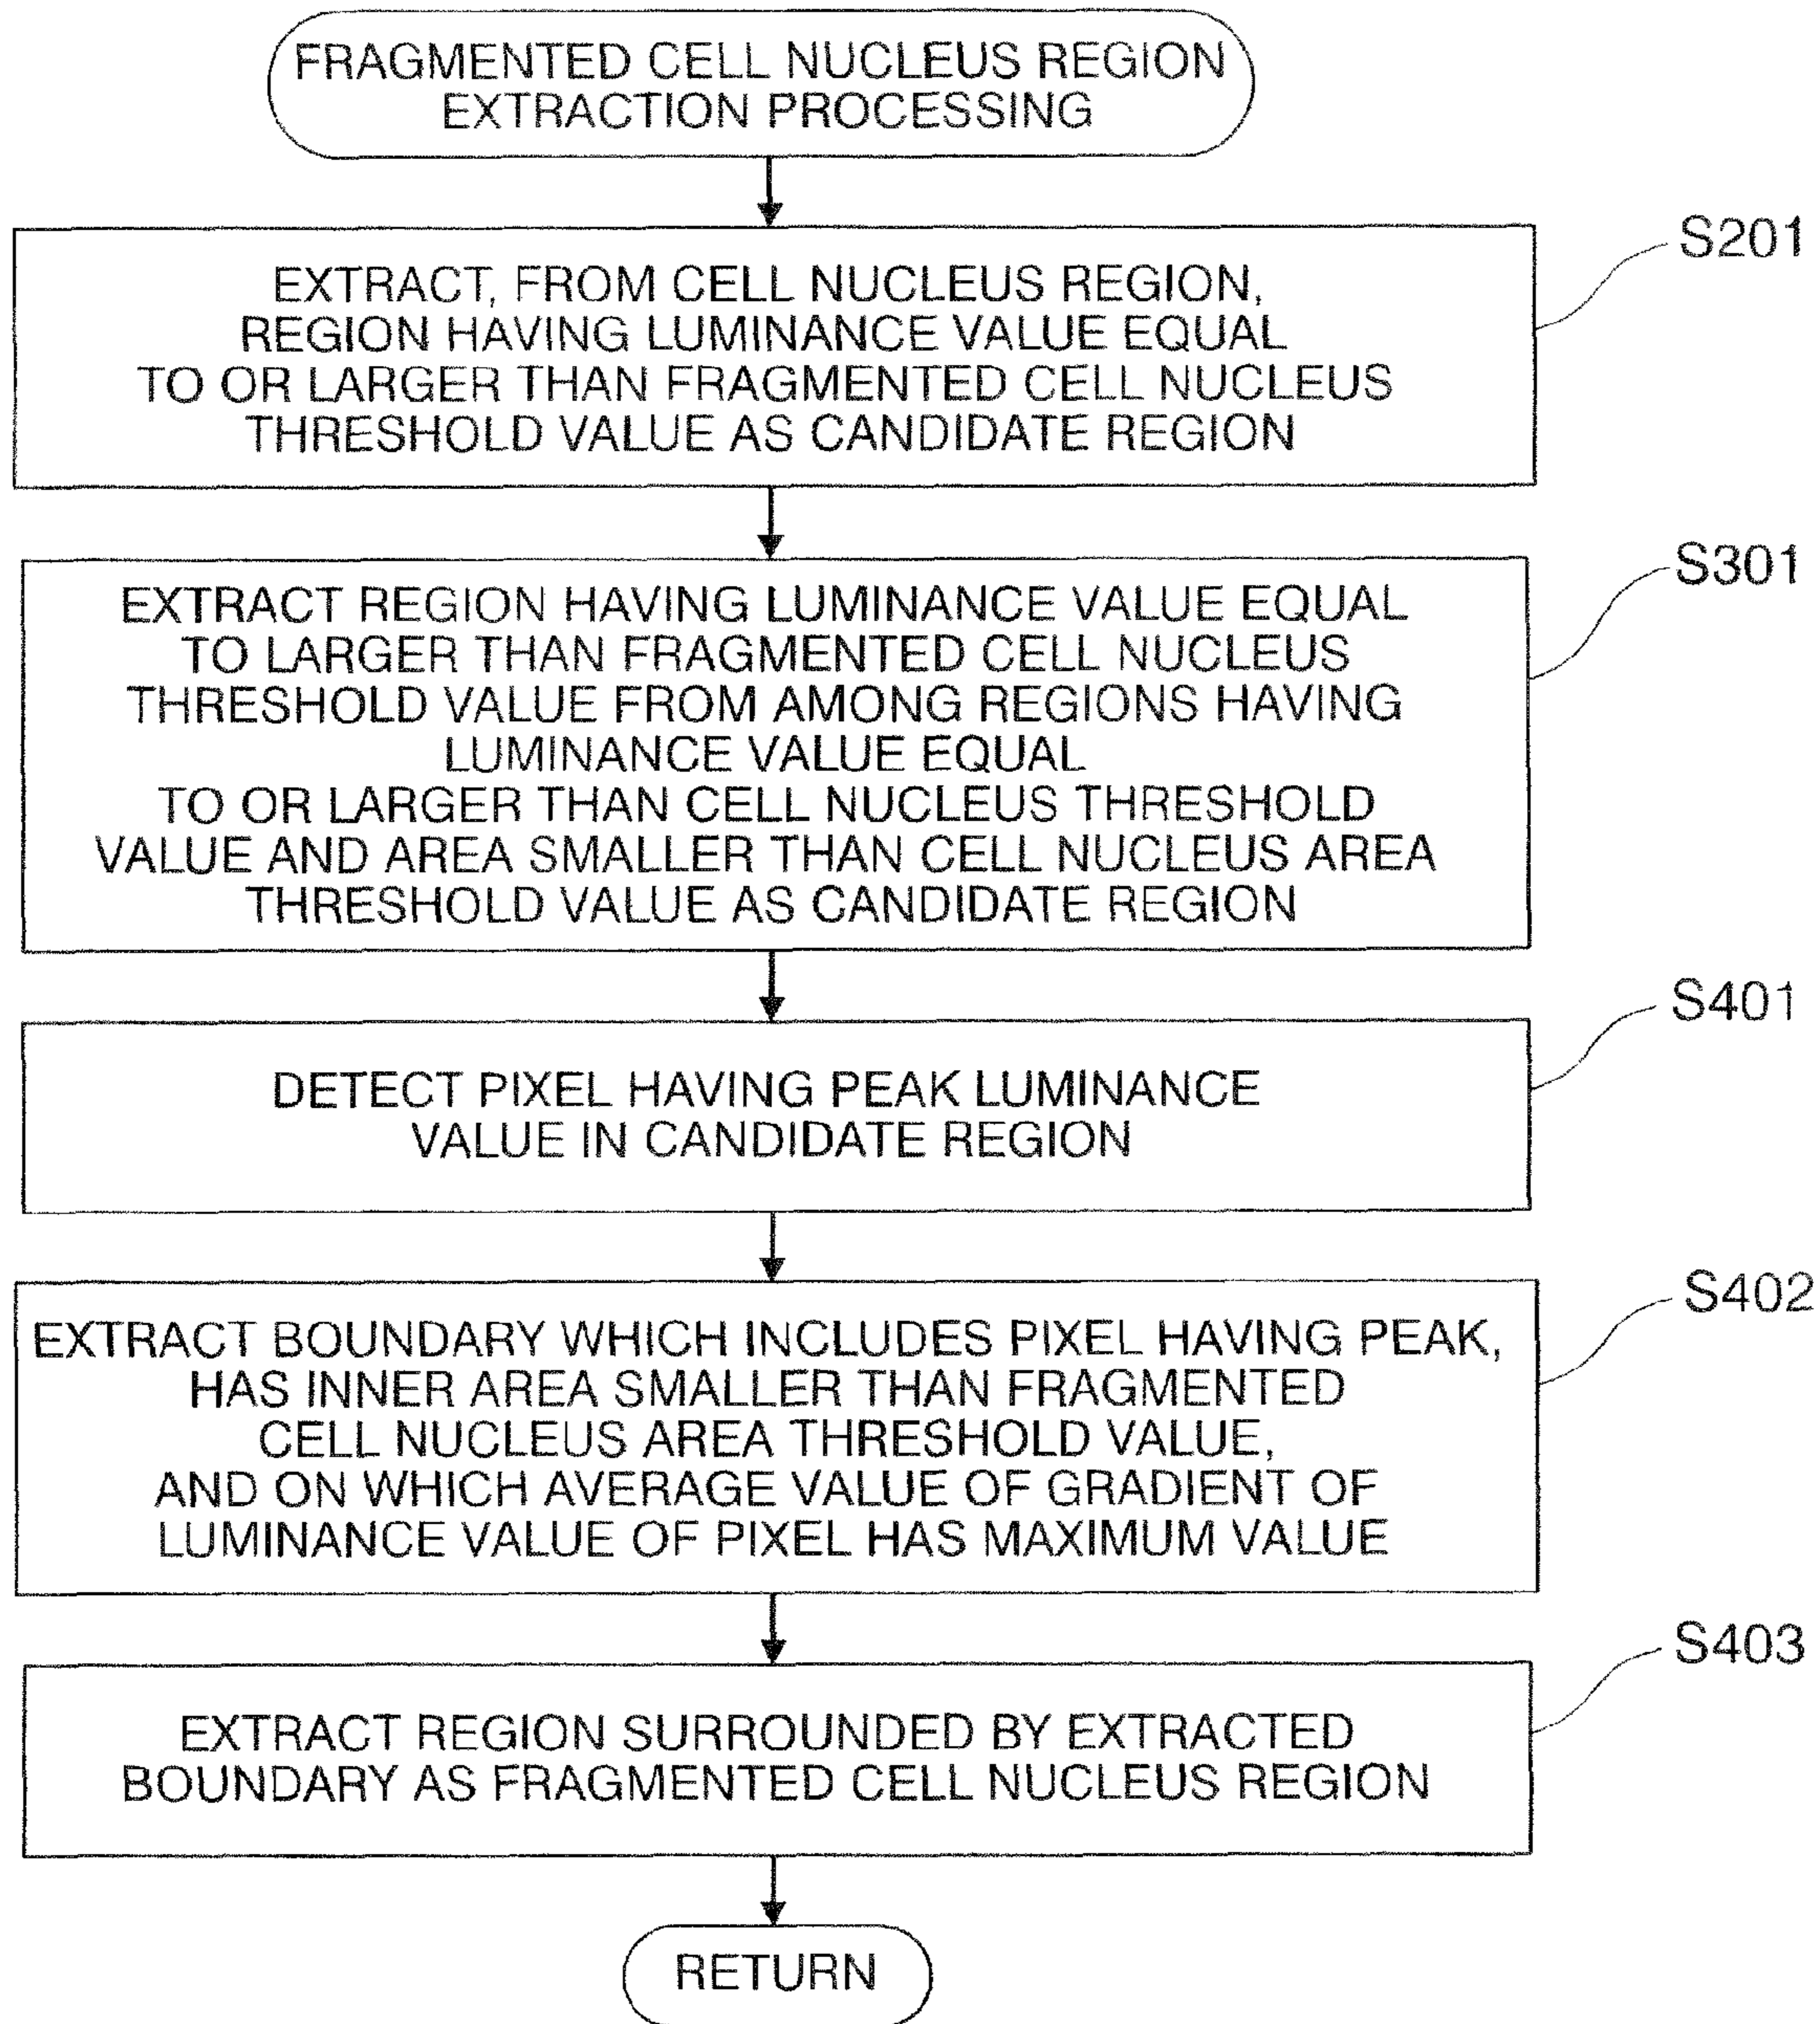 FRAGMENTED CELL NUCLEUS REGION
EXTRACTION PROCESSING
S201
EXTRACT, FROM CELL NUCLEUS REGION,
REGION HAVING LUMINANCE VALUE EQUAL
TO OR LARGER THAN FRAGMENTED CELL NUCLEUS
THRESHOLD VALUE AS CANDIDATE REGION
S301
EXTRACT REGION HAVING LUMINANCE VALUE EQUAL
TO LARGER THAN FRAGMENTED CELL NUCLEUS
THRESHOLD VALUE FROM AMONG REGIONS HAVING
LUMINANCE VALUE EQUAL
TO OR LARGER THAN CELL NUCLEUS THRESHOLD
VALUE AND AREA SMALLER THAN CELL NUCLEUS AREA
THRESHOLD VALUE AS CANDIDATE REGION
S401
DETECT PIXEL HAVING PEAK LUMINANCE
VALUE IN CANDIDATE REGION
S402
EXTRACT BOUNDARY WHICH INCLUDES PIXEL HAVING PEAK,
HAS INNER AREA SMALLER THAN FRAGMENTED
CELL NUCLEUS AREA THRESHOLD VALUE,
AND ON WHICH AVERAGE VALUE OF GRADIENT OF
LUMINANCE VALUE OF PIXEL HAS MAXIMUM VALUE
S403
EXTRACT REGION SURROUNDED BY EXTRACTED
BOUNDARY AS FRAGMENTED CELL NUCLEUS REGION
RETURN